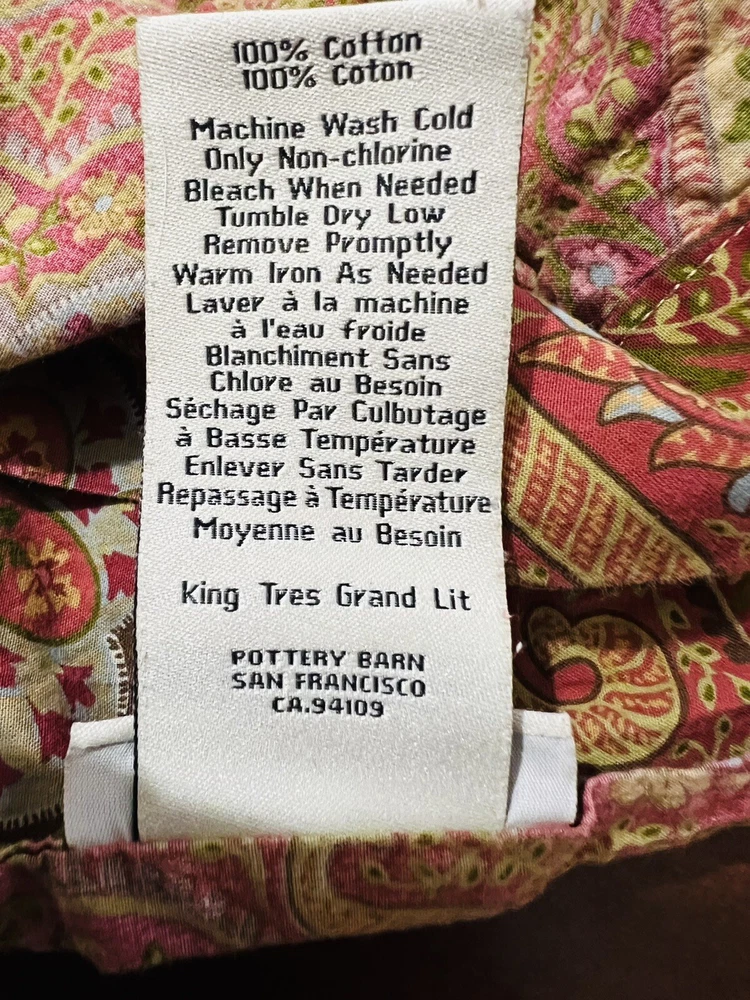 100% Cotton
100% Coton
Machine Wash Cold
Only Non-chlorine
Bleach When Needed
Tumble Dry Low
Remove Promptly
Warm Iron As Needed
Laver à la machine
à l'eau froide
Blanchiment Sans
Chlore au Besoin
Séchage Par Culbutage
à Basse Température
Enlever Sans Tarder
Repassage à Température
Moyenne au Besoin
King Tres Grand Lit
POTTERY BARN
SAN FRANCISCO
CA.94109